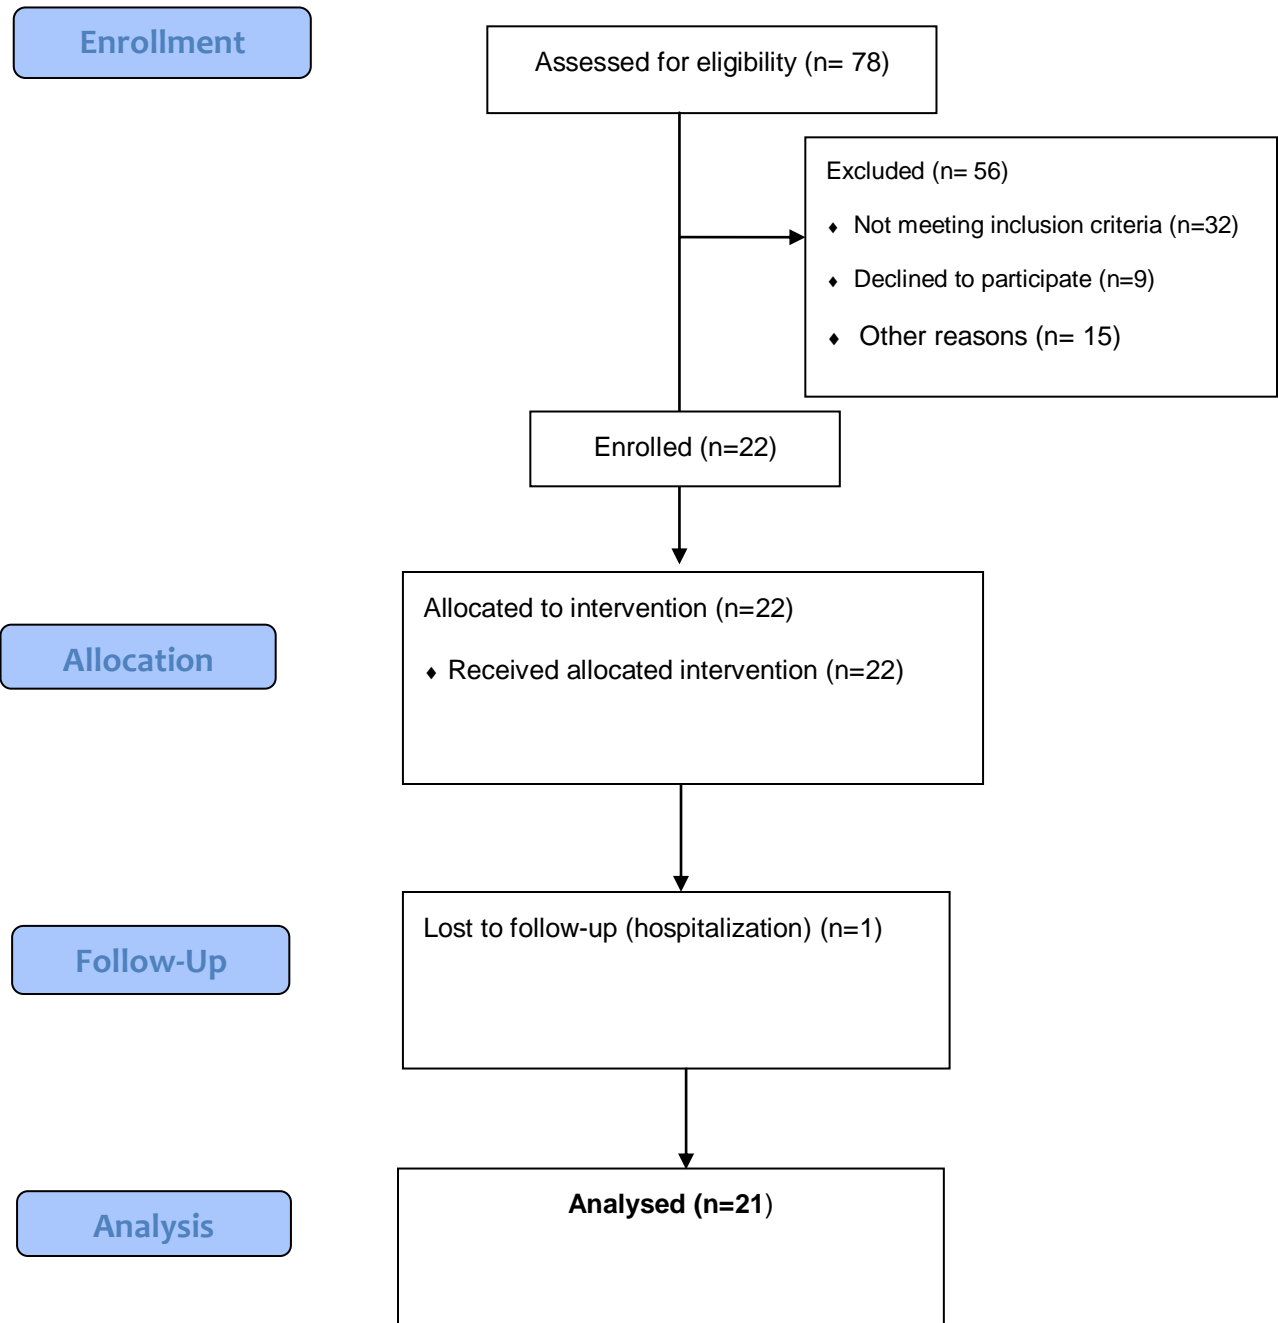 Enrollment
Assessed for eligibility (n= 78)
Excluded (n= 56)
♦ Not meeting inclusion criteria (n=32)
♦ Declined to participate (n=9)
♦ Other reasons (n= 15)
Enrolled (n=22)
Allocation
Allocated to intervention (n=22)
♦ Received allocated intervention (n=22)
Follow-Up
Lost to follow-up (hospitalization) (n=1)
Analysis
Analysed (n=21)